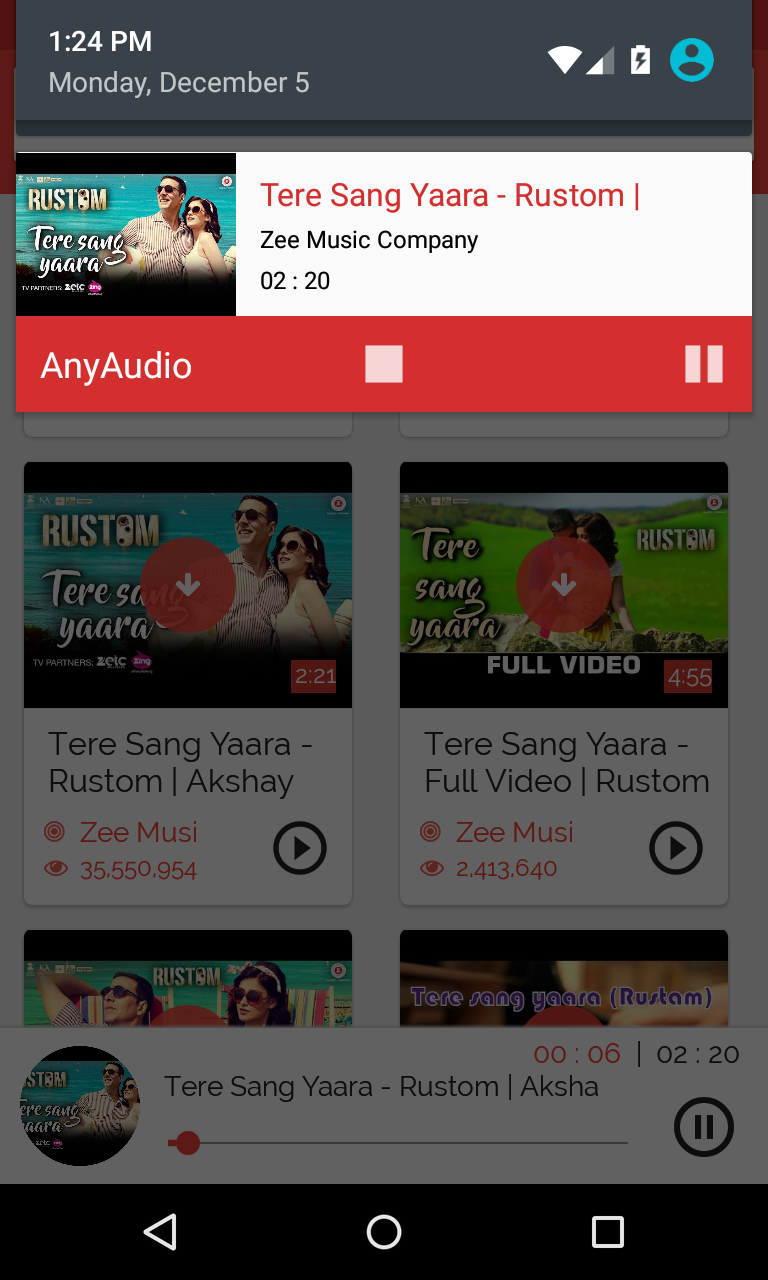 1:24 PM
Monday, December 5
RUSTOM
Tere sang
yaara
TV PARTNERS: zetc zing
Tere Sang Yaara - Rustom |
Zee Music Company
02 : 20
AnyAudio
RUSTOM
Tere sang
yaara
TV PARTNERS: zetc zing
2:21
Tere
sang
yaara
RUSTOM
FULL VIDEO
4:55
Tere Sang Yaara -
Rustom | Akshay
Zee Musi
35,550,954
Tere Sang Yaara -
Full Video | Rustom
Zee Musi
2,413,640
RUSTOM
Tere sang yaara (Rustam)
00 : 06 | 02 : 20
Tere Sang Yaara - Rustom | Aksha